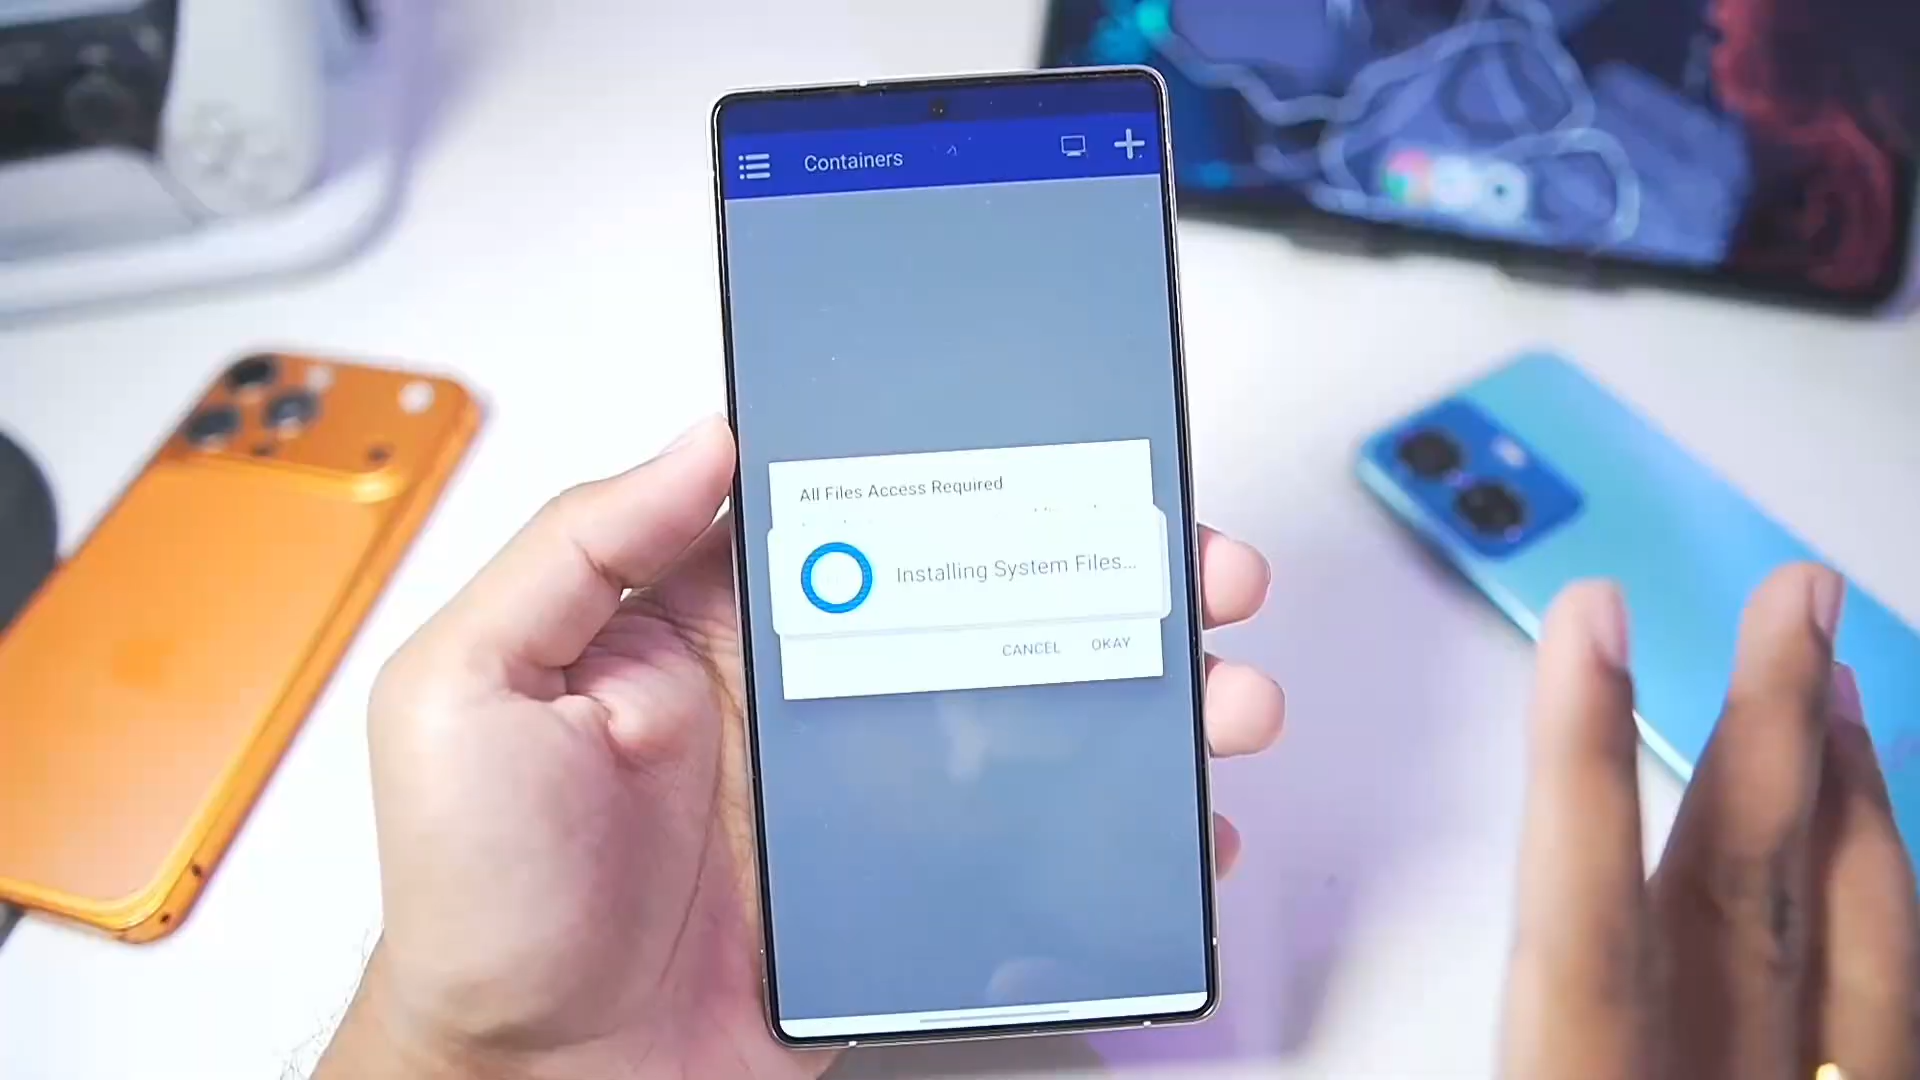 Containers
All Files Access Required
Installing System Files...
CANCEL OKAY